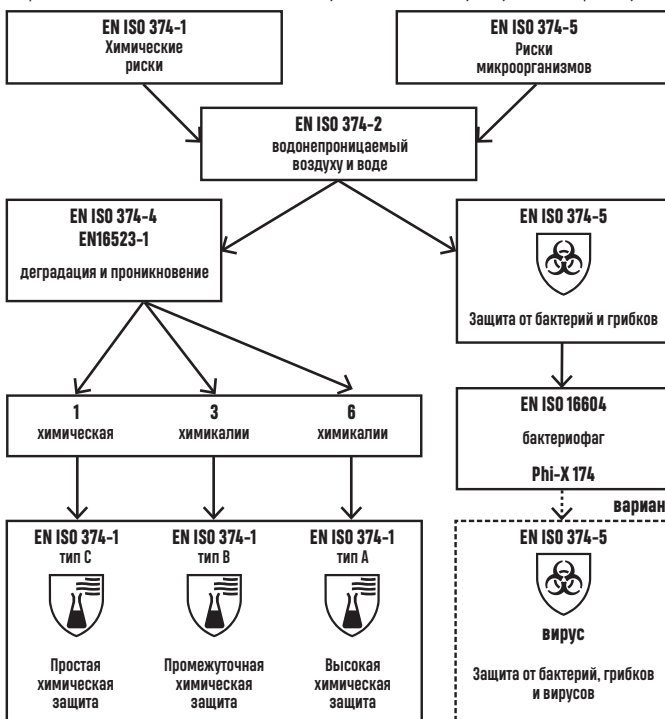 EN ISO 374-1
Химические
риски
EN ISO 374-5
Риски
микроорганизмов
EN ISO 374-2
водонепроницаемый
воздуху и воде
EN ISO 374-4
EN16523-1
деградация и проникновение
EN ISO 374-5
Защита от бактерий и грибков
1
химическая
3
химикалии
6
химикалии
EN ISO 16604
бактериофаг
Phi-X 174
вариан
EN ISO 374-1
тип C
Простая
химическая
защита
EN ISO 374-1
тип B
Промежуточная
химическая
защита
EN ISO 374-1
тип A
Высокая
химическая
защита
EN ISO 374-5
вирус
Защита от бактерий, грибков
и вирусов